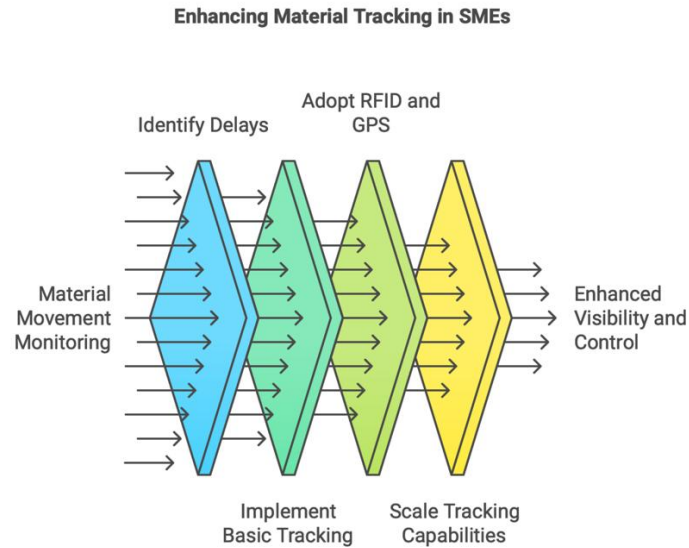 Enhancing Material Tracking in SMEs
Adopt RFID and
GPS
Identify Delays
Material
Movement
Monitoring
Enhanced
Visibility and
Control
Implement
Basic Tracking
Scale Tracking
Capabilities